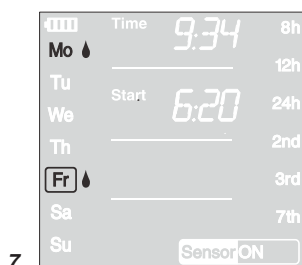 Time 9:34 8h
Mo
12h
Tu
Start 6:20 24h
We
Th 2nd
Fr 3rd
Sa 7th
Su Sensor ON
7